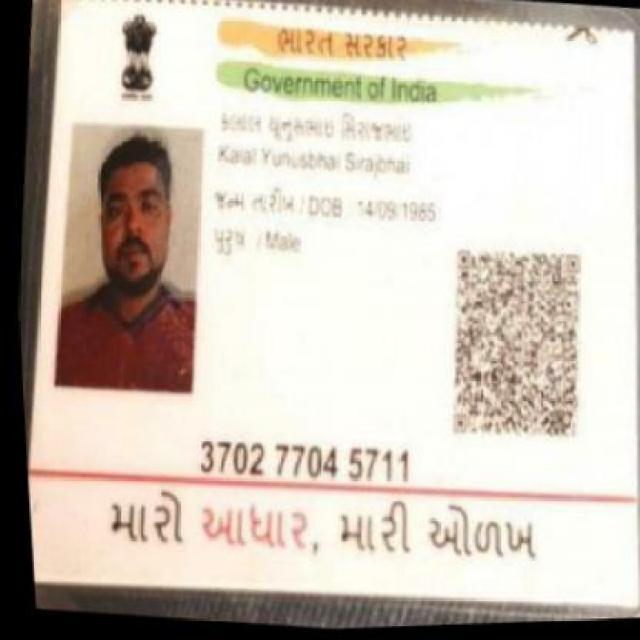 ભારત સરકાર
Government of India
કલાલ યૂનુસભાઇ સિરાજભાઇ
Kalal Yunusbhai Sirajbhai
જન્મ તારીખ / DOB : 14/09/1985
પુરુષ / Male
3702 7704 5711
મારો આધાર, મારી ઓળખ